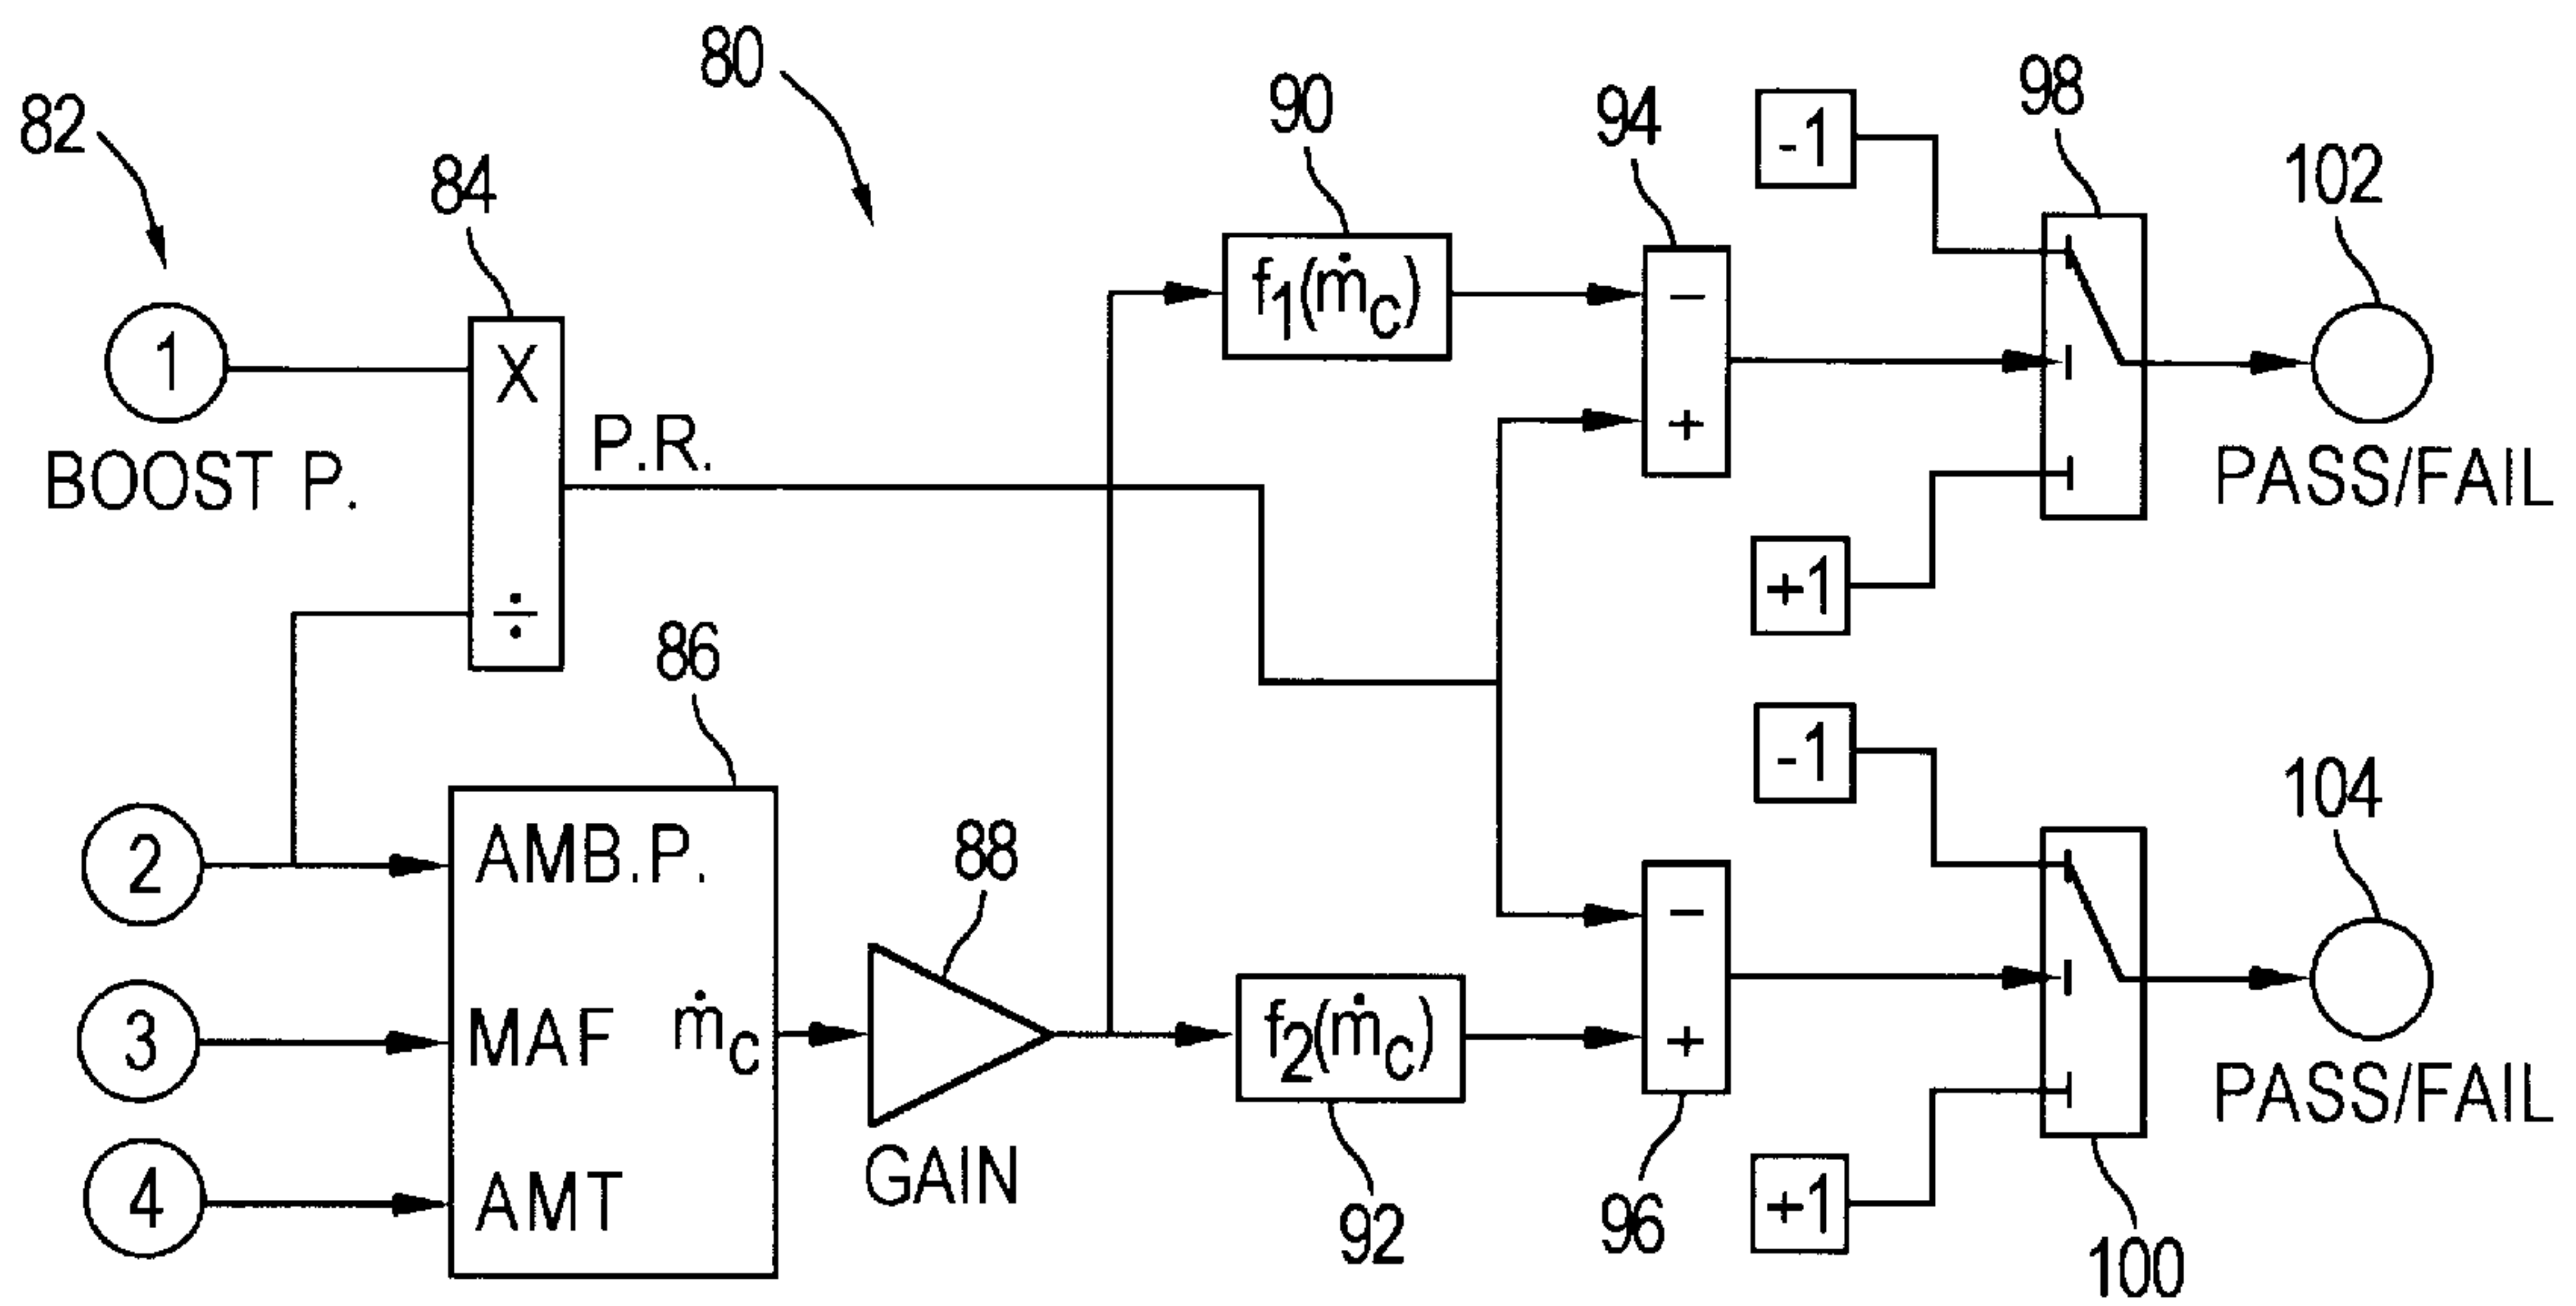 80
82
84
90
94
-1
98
102
1
X
f1(ṁC)
−
BOOST P.
P.R.
+
PASS/FAIL
÷
+1
86
-1
88
104
2
AMB.P.
−
3
MAF
ṁC
f2(ṁC)
+
PASS/FAIL
4
AMT
GAIN
92
96
+1
100